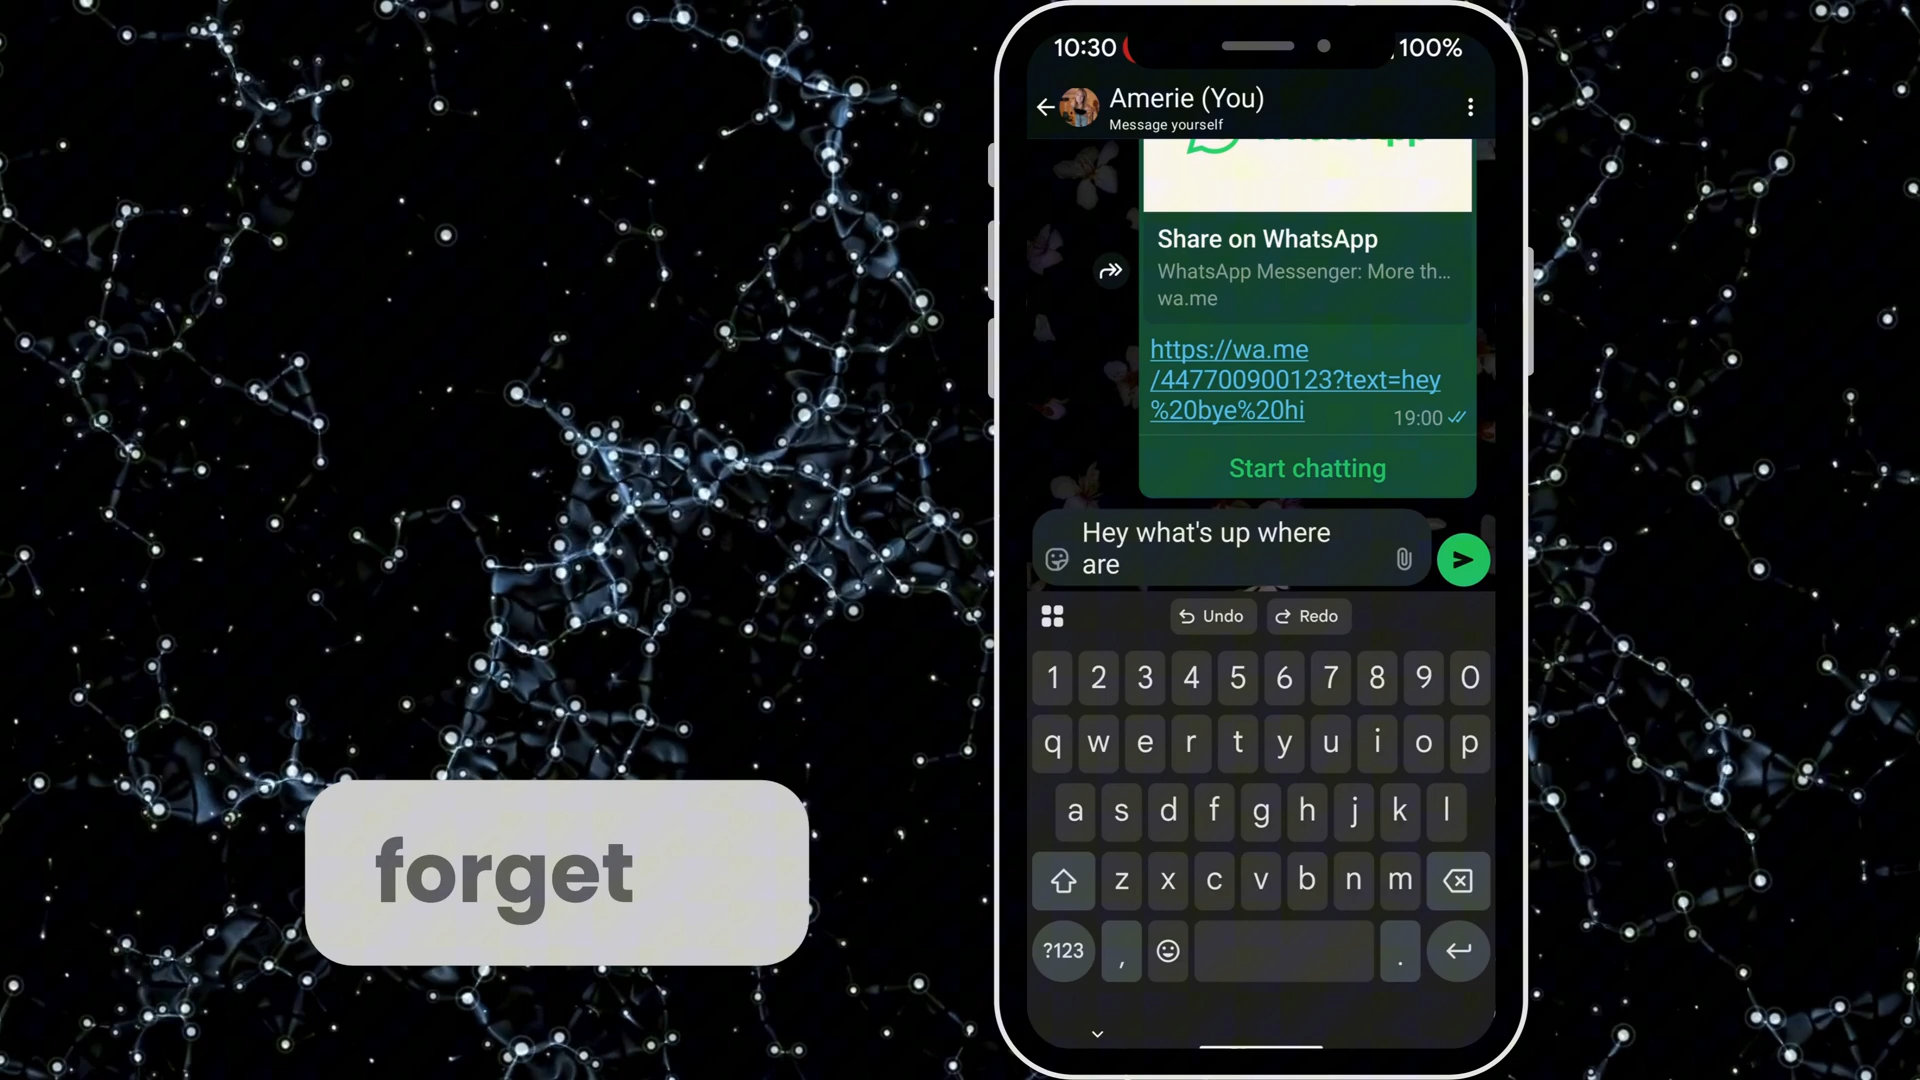 10:30
100%
Amerie (You)
Message yourself
Share on WhatsApp
WhatsApp Messenger: More th...
wa.me
https://wa.me
/447700900123?text=hey
%20bye%20hi
19:00
Start chatting
Hey what's up where
are
Undo Redo
1 2 3 4 5 6 7 8 9 0
q w e r t y u i o p
a s d f g h j k l
z x c v b n m
?123 , .
forget